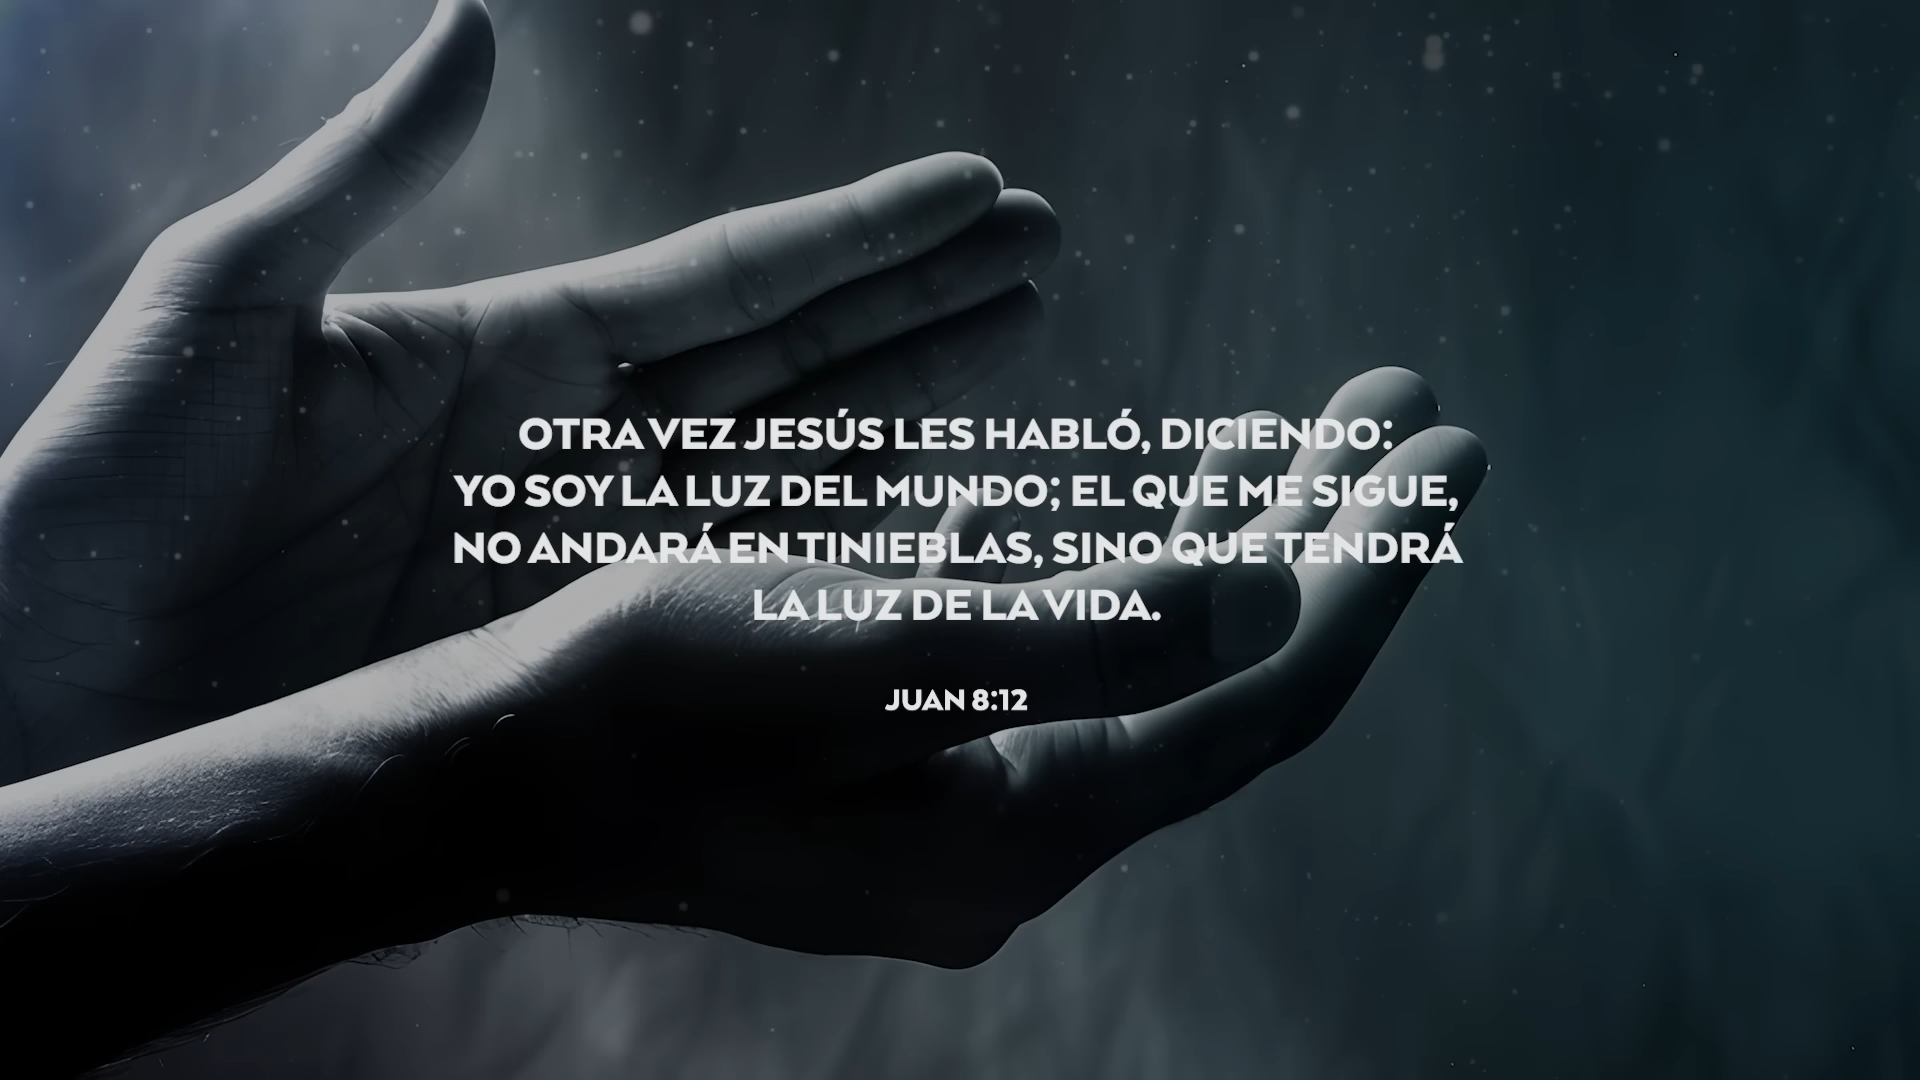 OTRA VEZ JESÚS LES HABLÓ, DICIENDO:
YO SOY LA LUZ DEL MUNDO; EL QUE ME SIGUE,
NO ANDARÁ EN TINIEBLAS, SINO QUE TENDRÁ
LA LUZ DE LA VIDA.
JUAN 8:12